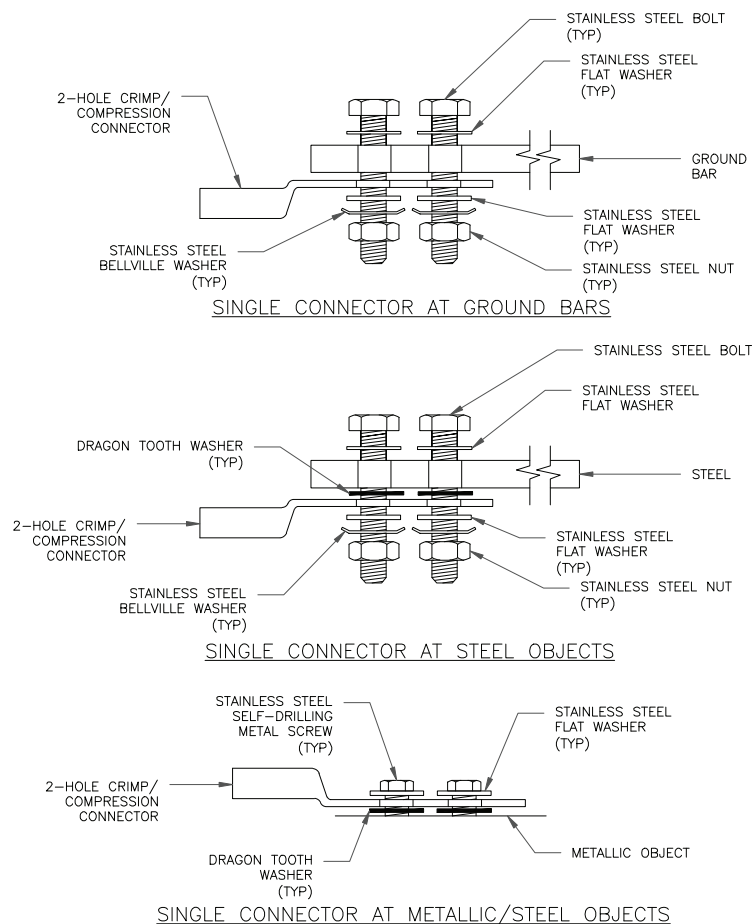 STAINLESS STEEL BOLT
(TYP)
STAINLESS STEEL
FLAT WASHER
(TYP)
2-HOLE CRIMP/
COMPRESSION
CONNECTOR
GROUND
BAR
STAINLESS STEEL
FLAT WASHER
(TYP)
STAINLESS STEEL
BELLVILLE WASHER
(TYP)
STAINLESS STEEL NUT
(TYP)
SINGLE CONNECTOR AT GROUND BARS
STAINLESS STEEL BOLT
STAINLESS STEEL
FLAT WASHER
DRAGON TOOTH WASHER
(TYP)
STEEL
2-HOLE CRIMP/
COMPRESSION
CONNECTOR
STAINLESS STEEL
FLAT WASHER
(TYP)
STAINLESS STEEL
BELLVILLE WASHER
(TYP)
STAINLESS STEEL NUT
(TYP)
SINGLE CONNECTOR AT STEEL OBJECTS
STAINLESS STEEL
SELF-DRILLING
METAL SCREW
(TYP)
STAINLESS STEEL
FLAT WASHER
(TYP)
2-HOLE CRIMP/
COMPRESSION
CONNECTOR
METALLIC OBJECT
DRAGON TOOTH
WASHER
(TYP)
SINGLE CONNECTOR AT METALLIC/STEEL OBJECTS